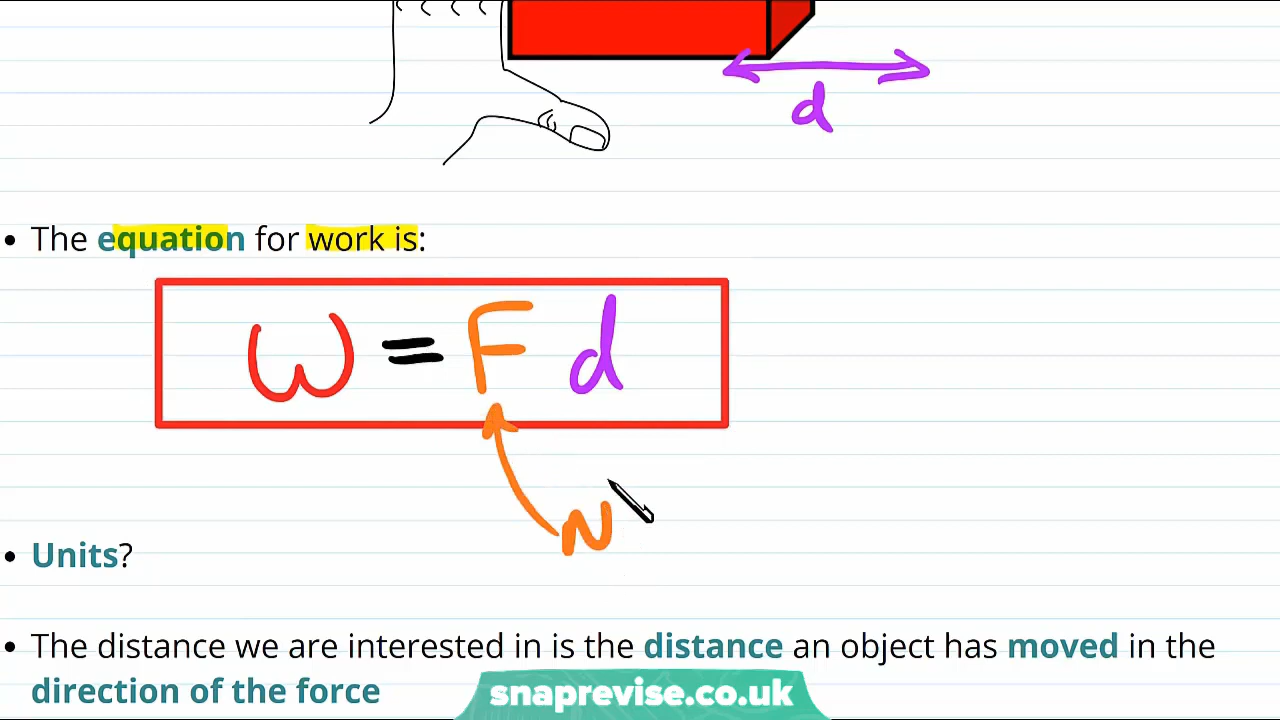 d
• The equation for work is:
W = F d
N
• Units?
• The distance we are interested in is the distance an object has moved in the
direction of the force
snaprevise.co.uk